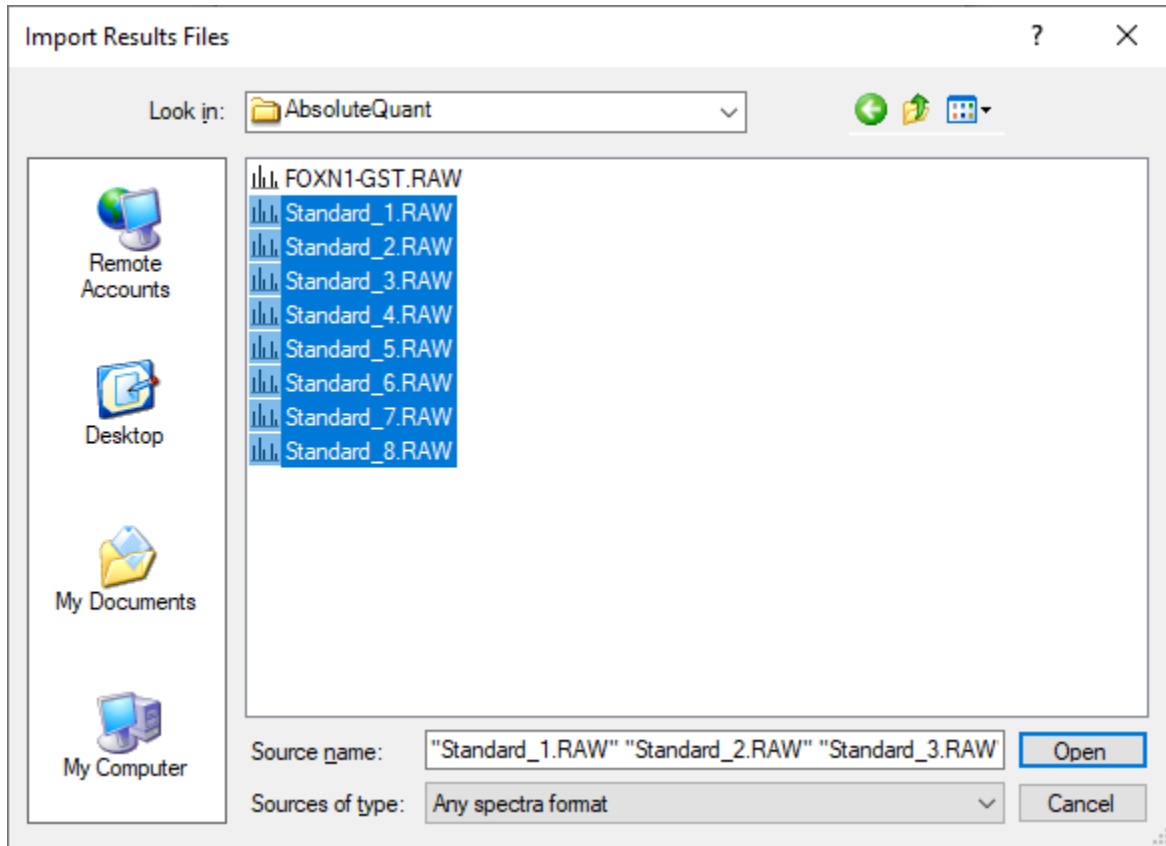 Import Results Files
?
Look in:
AbsoluteQuant
Remote
Accounts
Desktop
My Documents
My Computer
FOXN1-GST.RAW
Standard_1.RAW
Standard_2.RAW
Standard_3.RAW
Standard_4.RAW
Standard_5.RAW
Standard_6.RAW
Standard_7.RAW
Standard_8.RAW
Source name:
"Standard_1.RAW" "Standard_2.RAW" "Standard_3.RAW"
Open
Sources of type:
Any spectra format
Cancel